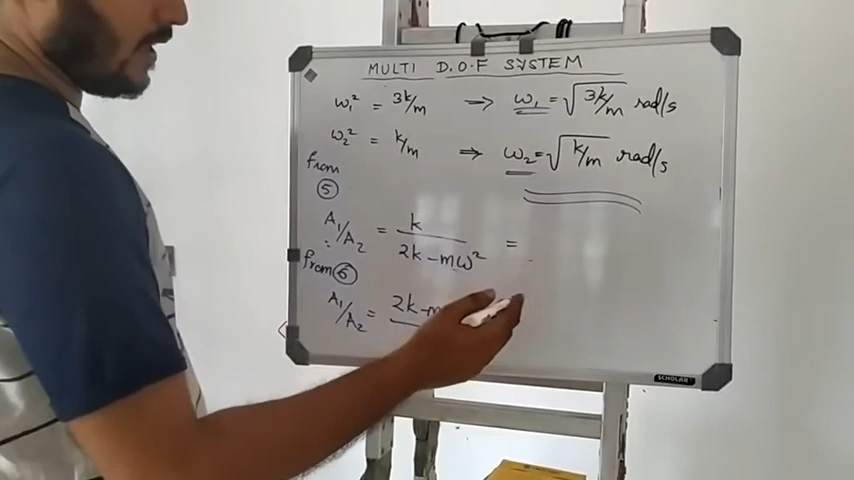 MULTI D.O.F SYSTEM
ω₁² = 3k/m ⇒ ω₁ = √3k/m rad/s
ω₂² = k/m ⇒ ω₂ = √k/m rad/s
from
⑤
A₁/A₂ = k / 2k-mω² =
from ⑥
A₁/A₂ = 2k-m
SCHOLAR